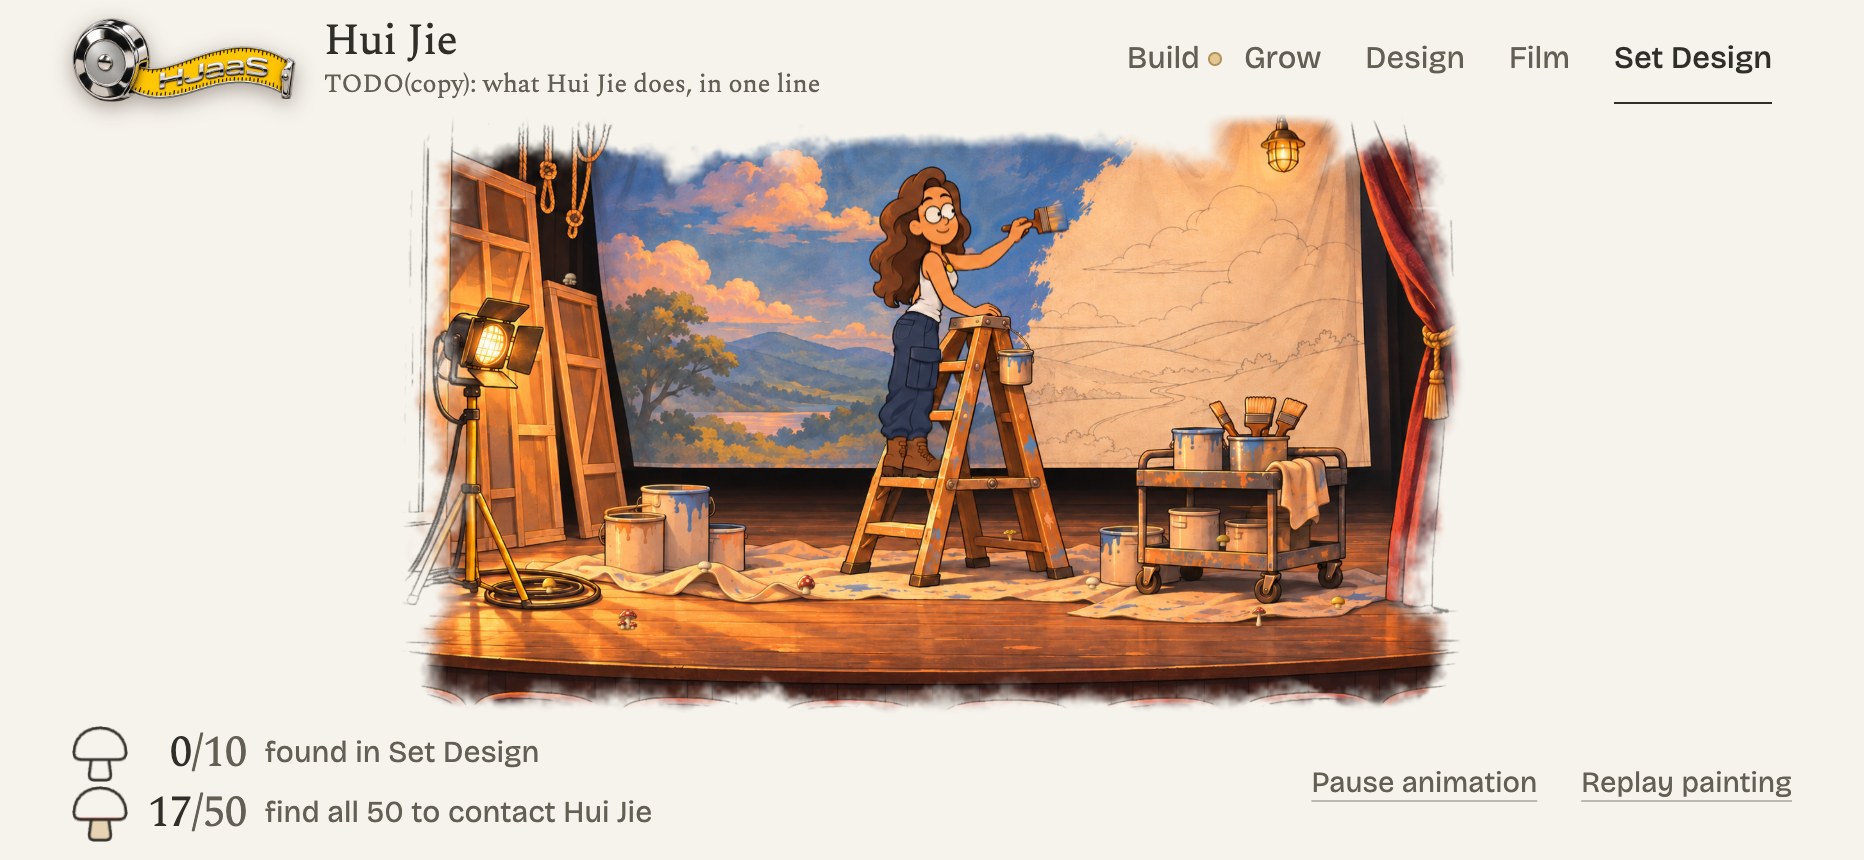 HJaaS
Hui Jie
TODO(copy): what Hui Jie does, in one line
Build Grow Design Film Set Design
0/10 found in Set Design
17/50 find all 50 to contact Hui Jie
Pause animation Replay painting